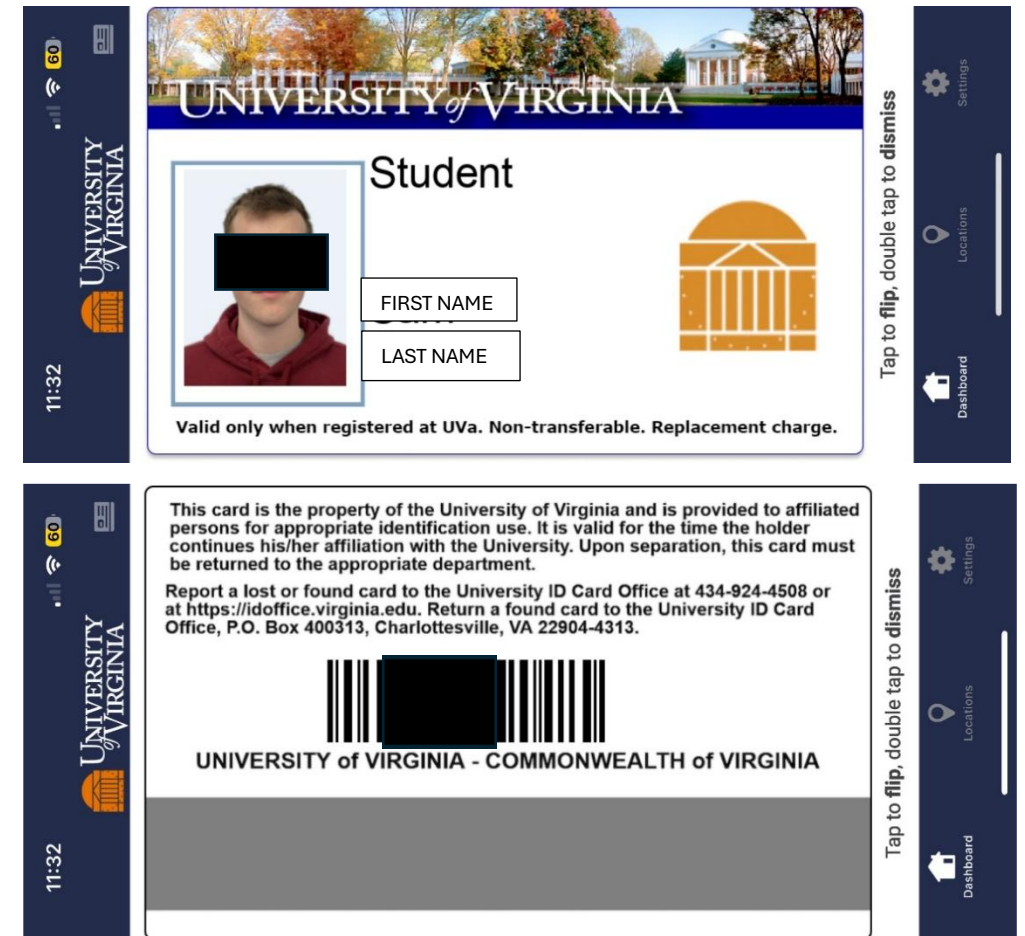 11:32
60
UNIVERSITY
of VIRGINIA
UNIVERSITY of VIRGINIA
Student
FIRST NAME
LAST NAME
Valid only when registered at UVa. Non-transferable. Replacement charge.
Tap to flip, double tap to dismiss
Dashboard
Locations
Settings
11:32
60
UNIVERSITY
of VIRGINIA
This card is the property of the University of Virginia and is provided to affiliated
persons for appropriate identification use. It is valid for the time the holder
continues his/her affiliation with the University. Upon separation, this card must
be returned to the appropriate department.
Report a lost or found card to the University ID Card Office at 434-924-4508 or
at https://idoffice.virginia.edu. Return a found card to the University ID Card
Office, P.O. Box 400313, Charlottesville, VA 22904-4313.
UNIVERSITY of VIRGINIA - COMMONWEALTH of VIRGINIA
Tap to flip, double tap to dismiss
Dashboard
Locations
Settings